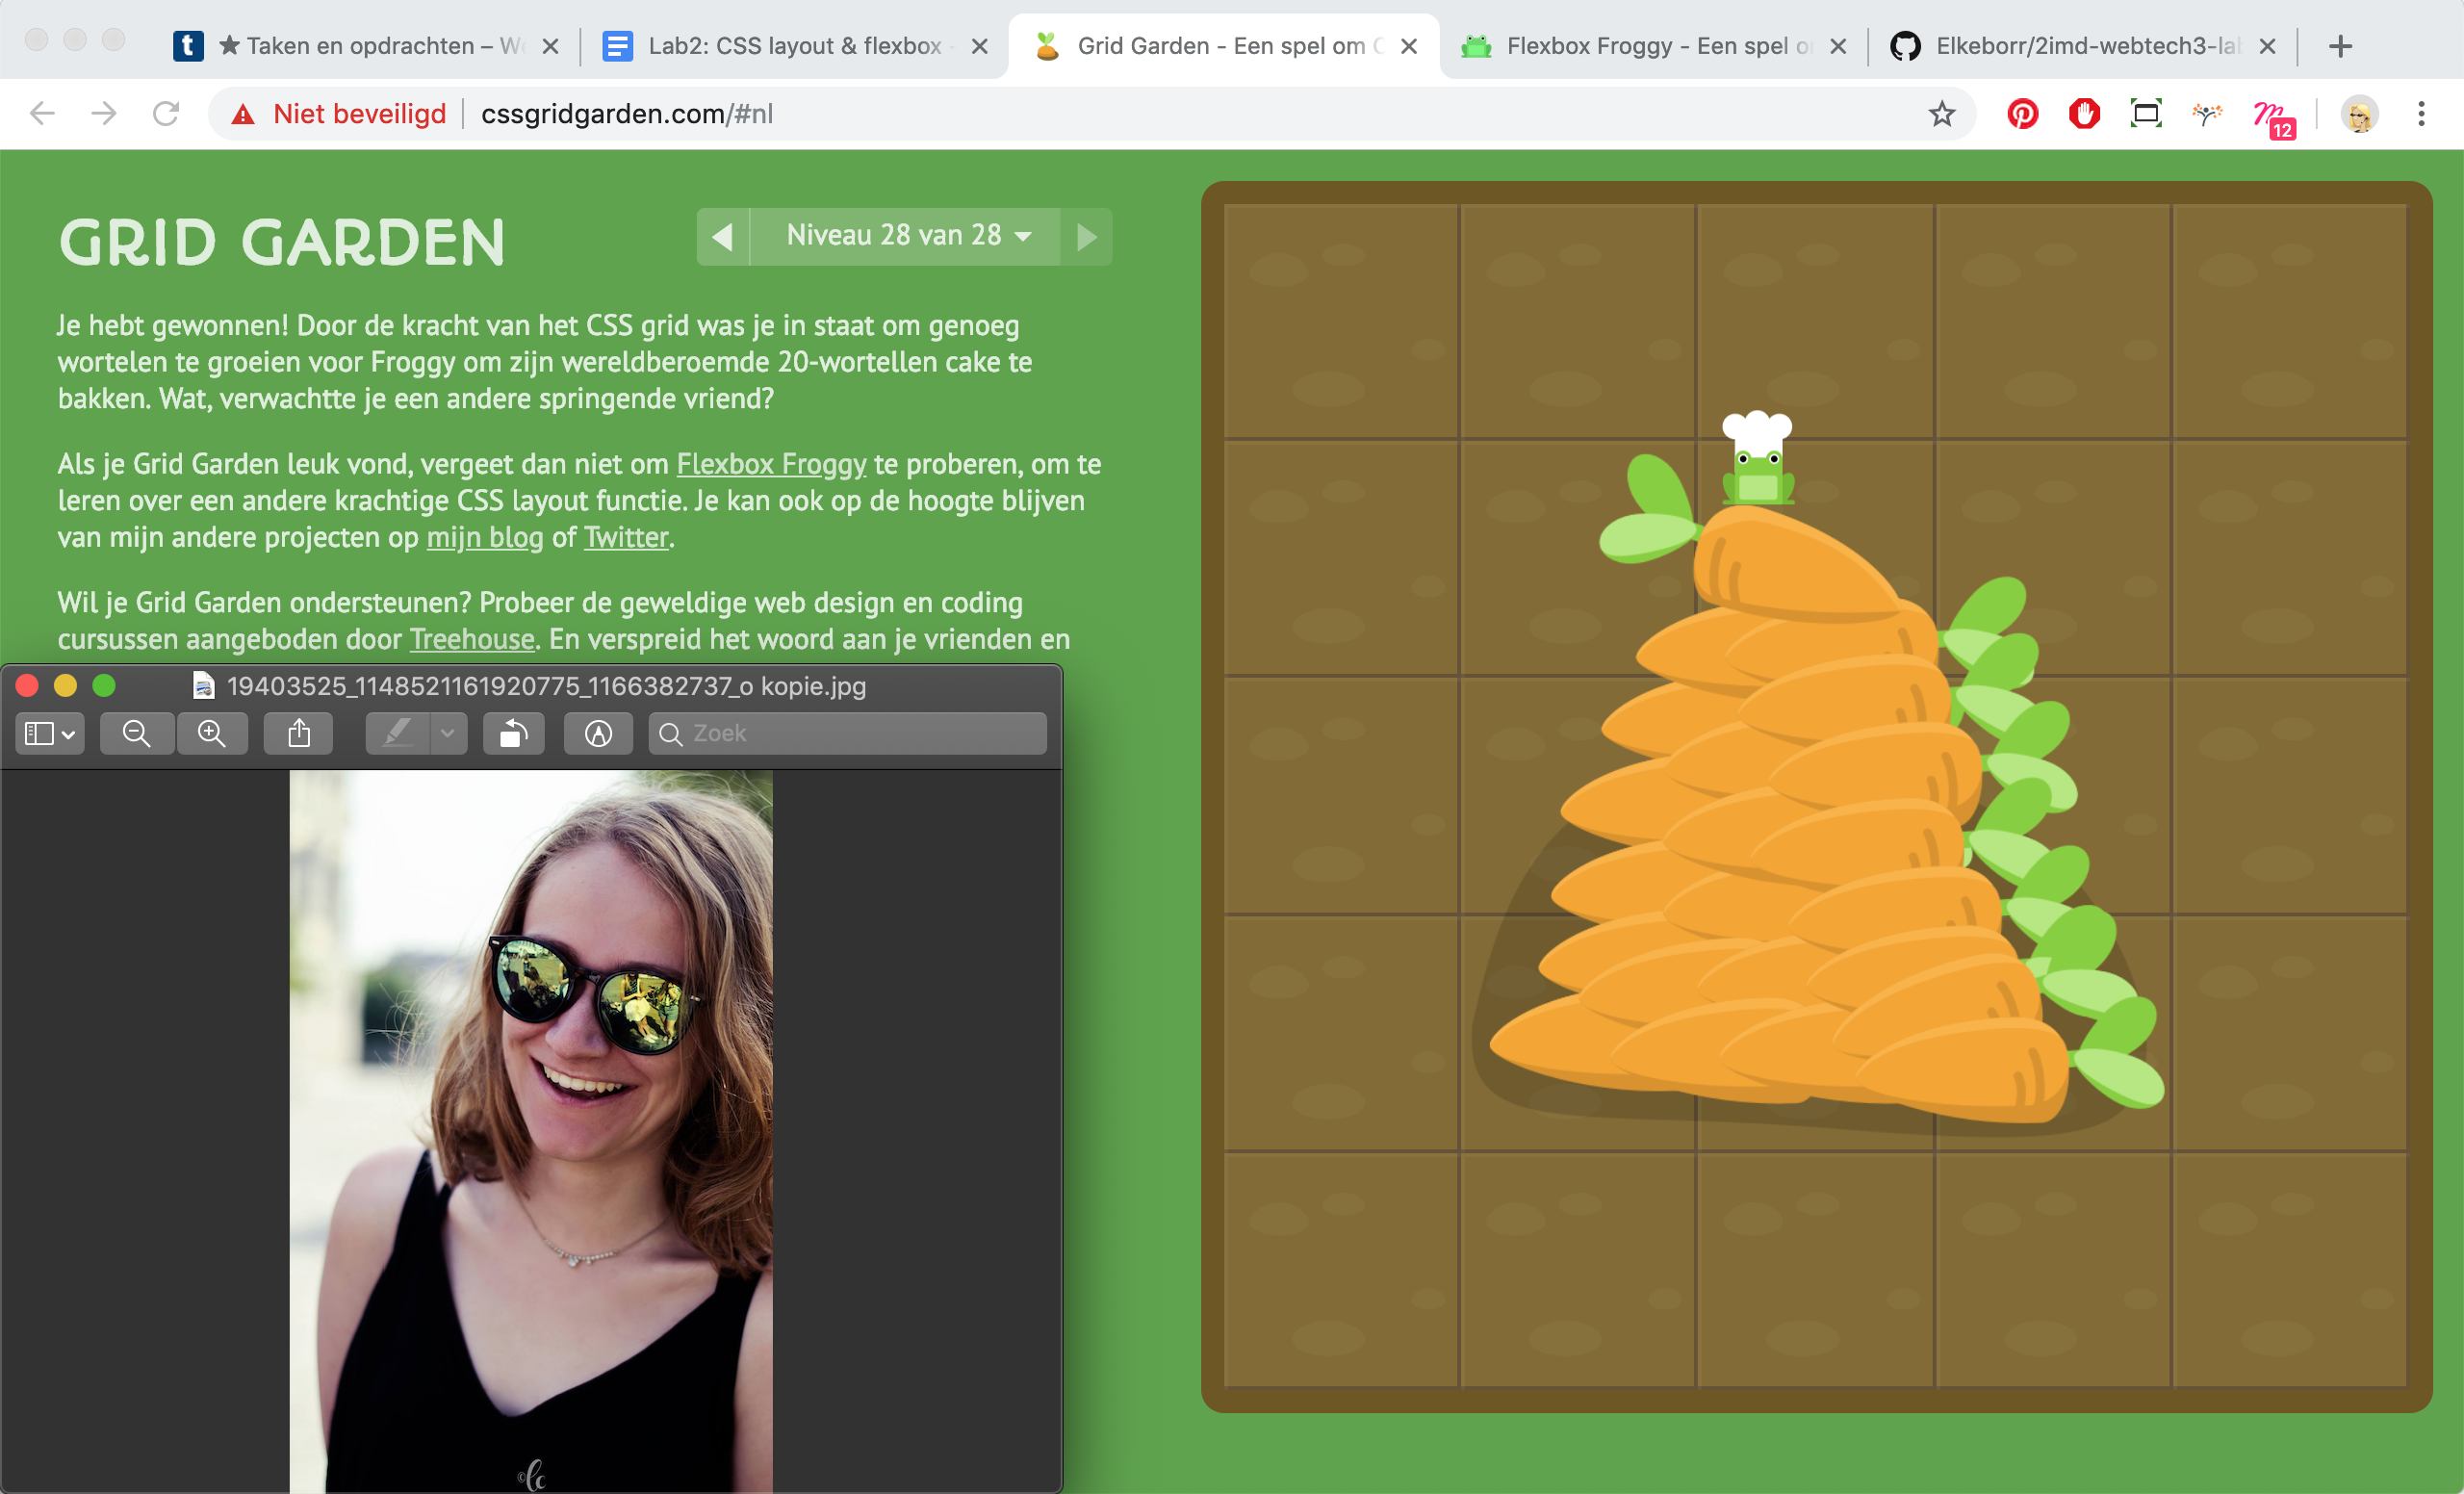 ★ Taken en opdrachten – We
Lab2: CSS layout & flexbox -
Grid Garden - Een spel om C
Flexbox Froggy - Een spel o
Elkeborr/2imd-webtech3-la
Niet beveiligd
cssgridgarden.com/#nl
12
GRID GARDEN
Niveau 28 van 28
Je hebt gewonnen! Door de kracht van het CSS grid was je in staat om genoeg
wortelen te groeien voor Froggy om zijn wereldberoemde 20-wortellen cake te
bakken. Wat, verwachtte je een andere springende vriend?
Als je Grid Garden leuk vond, vergeet dan niet om Flexbox Froggy te proberen, om te
leren over een andere krachtige CSS layout functie. Je kan ook op de hoogte blijven
van mijn andere projecten op mijn blog of Twitter.
Wil je Grid Garden ondersteunen? Probeer de geweldige web design en coding
cursussen aangeboden door Treehouse. En verspreid het woord aan je vrienden en
19403525_1148521161920775_1166382737_o kopie.jpg
Zoek
©lc